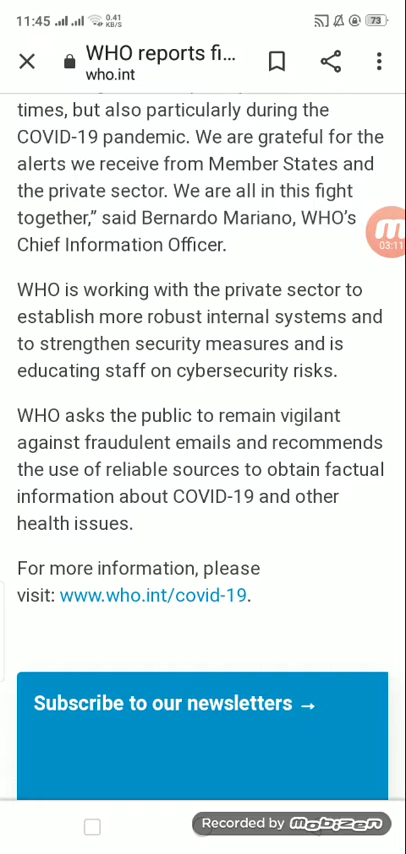 11:45 0.41 KB/S 73
WHO reports fi...
who.int
times, but also particularly during the
COVID-19 pandemic. We are grateful for the
alerts we receive from Member States and
the private sector. We are all in this fight
together,” said Bernardo Mariano, WHO’s
Chief Information Officer.
03:11
WHO is working with the private sector to
establish more robust internal systems and
to strengthen security measures and is
educating staff on cybersecurity risks.
WHO asks the public to remain vigilant
against fraudulent emails and recommends
the use of reliable sources to obtain factual
information about COVID-19 and other
health issues.
For more information, please
visit: www.who.int/covid-19.
Subscribe to our newsletters →
Recorded by mobizen